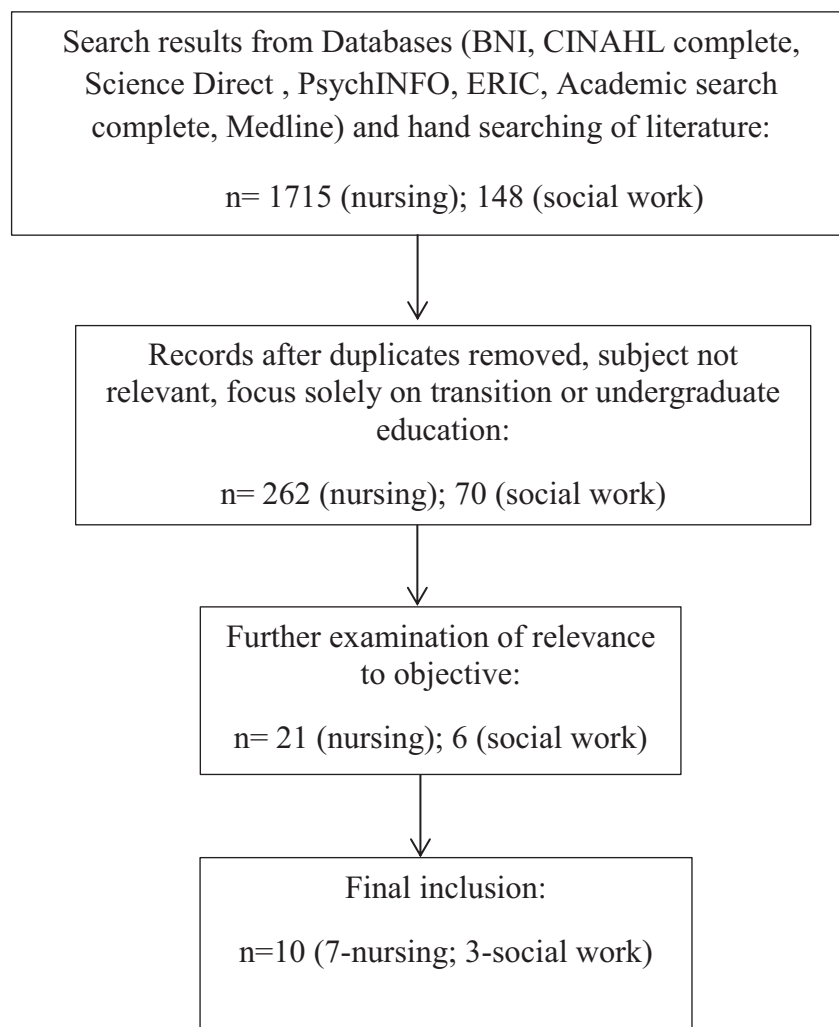 Search results from Databases (BNI, CINAHL complete,
Science Direct , PsychINFO, ERIC, Academic search
complete, Medline) and hand searching of literature:
n= 1715 (nursing); 148 (social work)
Records after duplicates removed, subject not
relevant, focus solely on transition or undergraduate
education:
n= 262 (nursing); 70 (social work)
Further examination of relevance
to objective:
n= 21 (nursing); 6 (social work)
Final inclusion:
n=10 (7-nursing; 3-social work)